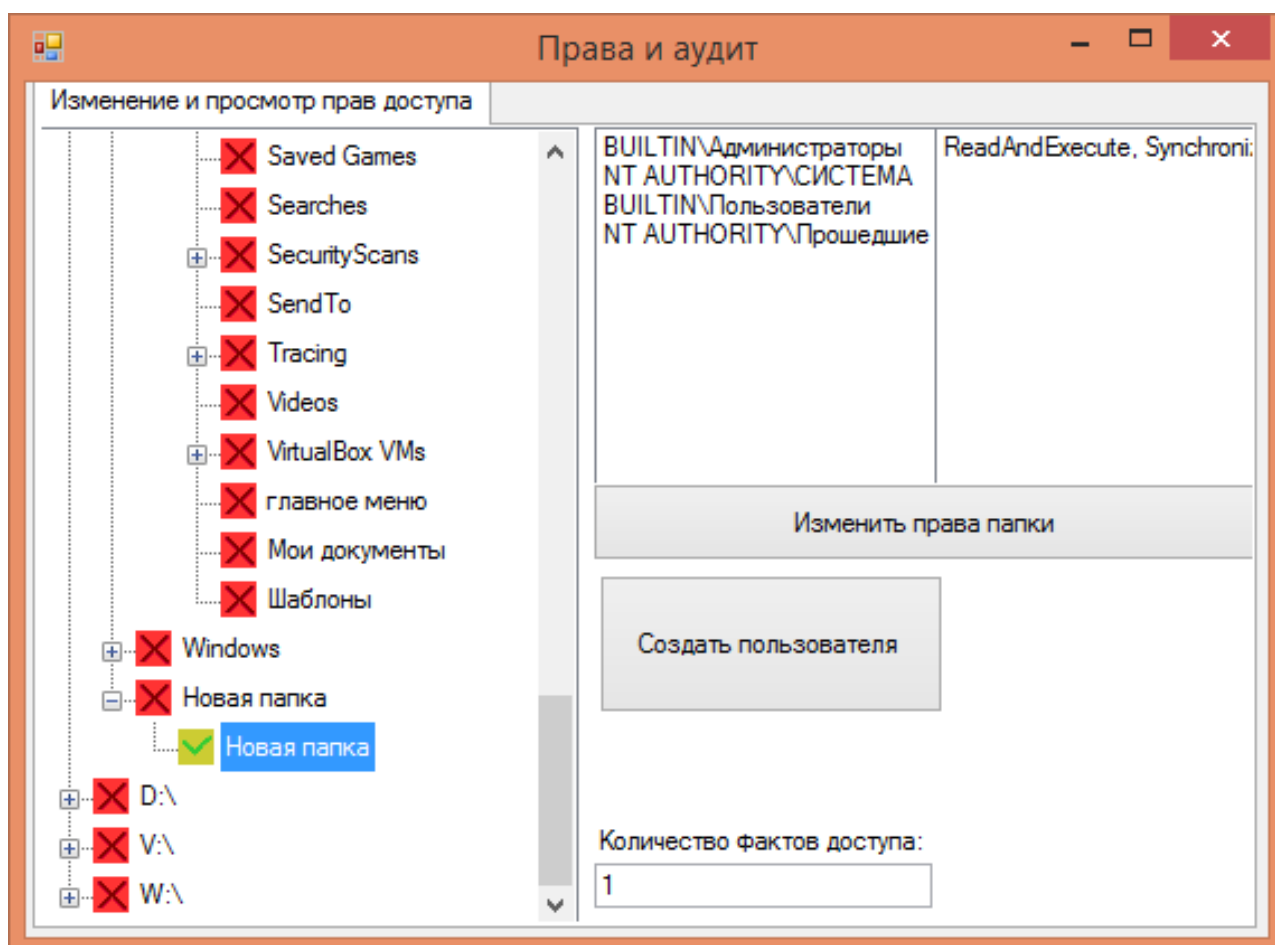 Права и аудит
Изменение и просмотр прав доступа
Saved Games
Searches
SecurityScans
SendTo
Tracing
Videos
VirtualBox VMs
главное меню
Мои документы
Шаблоны
Windows
Новая папка
Новая папка
D:\
V:\
W:\
BUILTIN\Администраторы
NT AUTHORITY\СИСТЕМА
BUILTIN\Пользователи
NT AUTHORITY\Прошедшие
ReadAndExecute,
Изменить права папки
Создать пользователя
Количество фактов доступа:
1